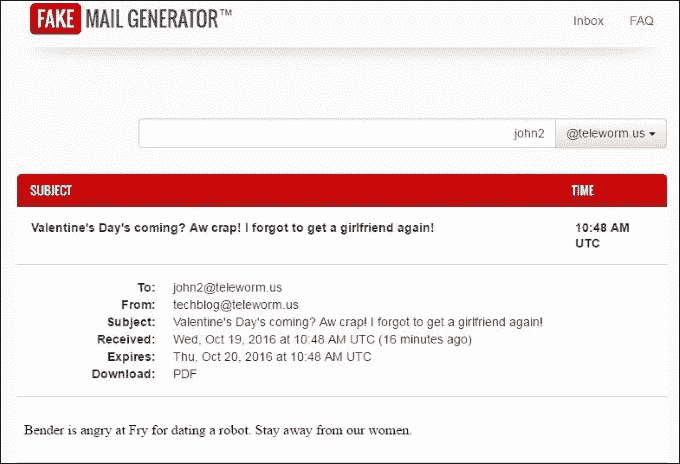 FAKE MAIL GENERATOR™
Inbox FAQ
john2 @teleworm.us
SUBJECT TIME
Valentine's Day's coming? Aw crap! I forgot to get a girlfriend again! 10:48 AM
UTC
To: john2@teleworm.us
From: techblog@teleworm.us
Subject: Valentine's Day's coming? Aw crap! I forgot to get a girlfriend again!
Received: Wed, Oct 19, 2016 at 10:48 AM UTC (16 minutes ago)
Expires: Thu, Oct 20, 2016 at 10:48 AM UTC
Download: PDF
Bender is angry at Fry for dating a robot. Stay away from our women.